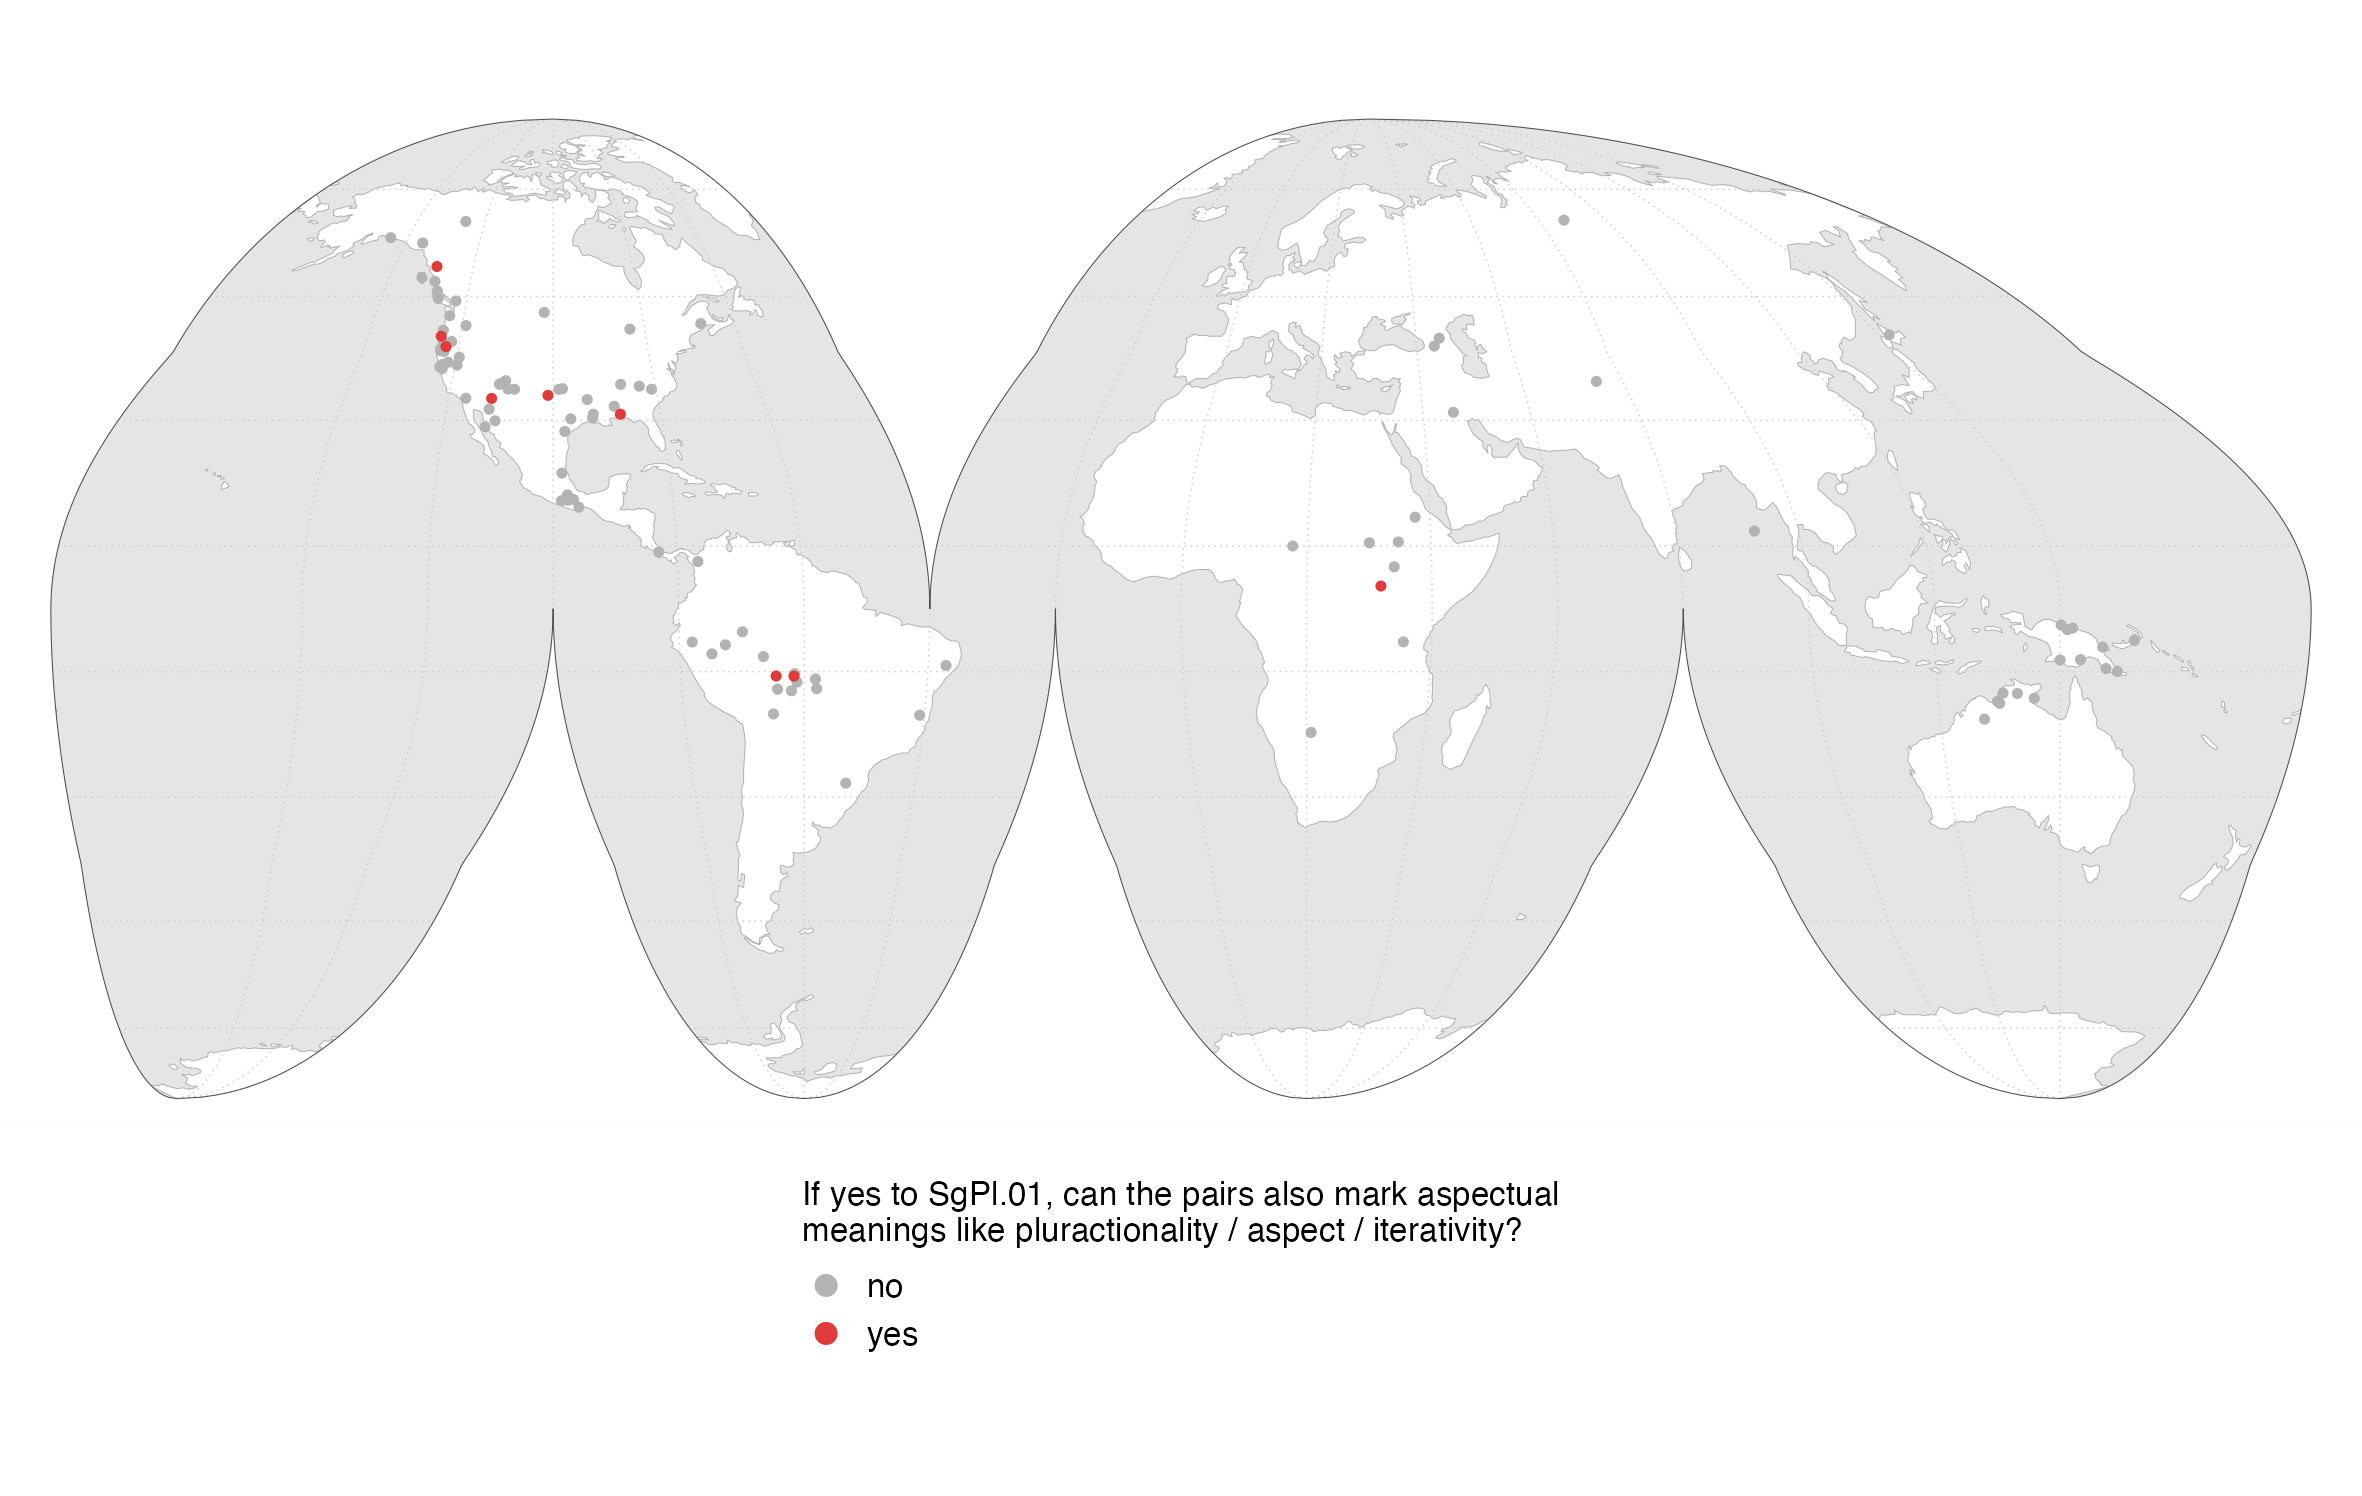 If yes to SgPl.01, can the pairs also mark aspectual
meanings like pluractionality / aspect / iterativity?
no
yes